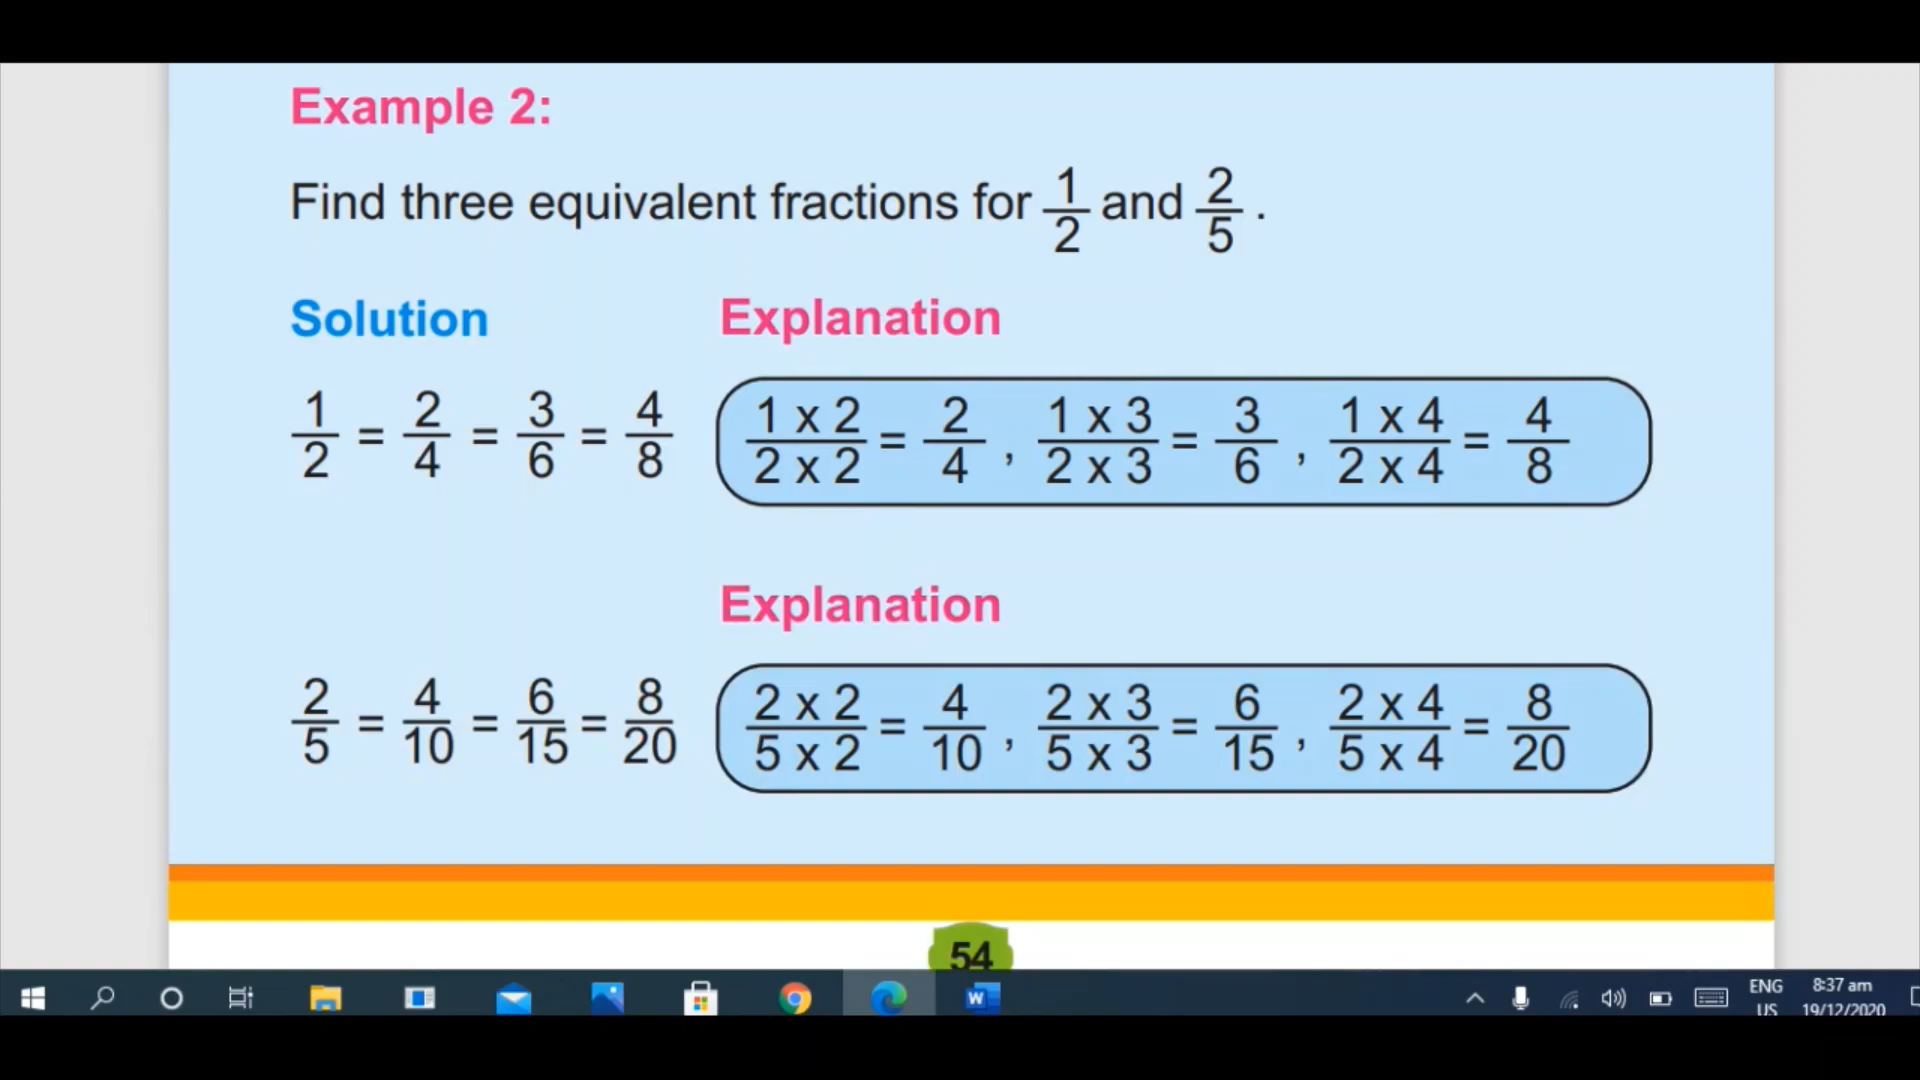 Example 2:
Find three equivalent fractions for 1/2 and 2/5 .
Solution
Explanation
1/2 = 2/4 = 3/6 = 4/8
1 x 2/2 x 2 = 2/4 , 1 x 3/2 x 3 = 3/6 , 1 x 4/2 x 4 = 4/8
Explanation
2/5 = 4/10 = 6/15 = 8/20
2 x 2/5 x 2 = 4/10 , 2 x 3/5 x 3 = 6/15 , 2 x 4/5 x 4 = 8/20
54
W
ENG
US
8:37 am
19/12/2020